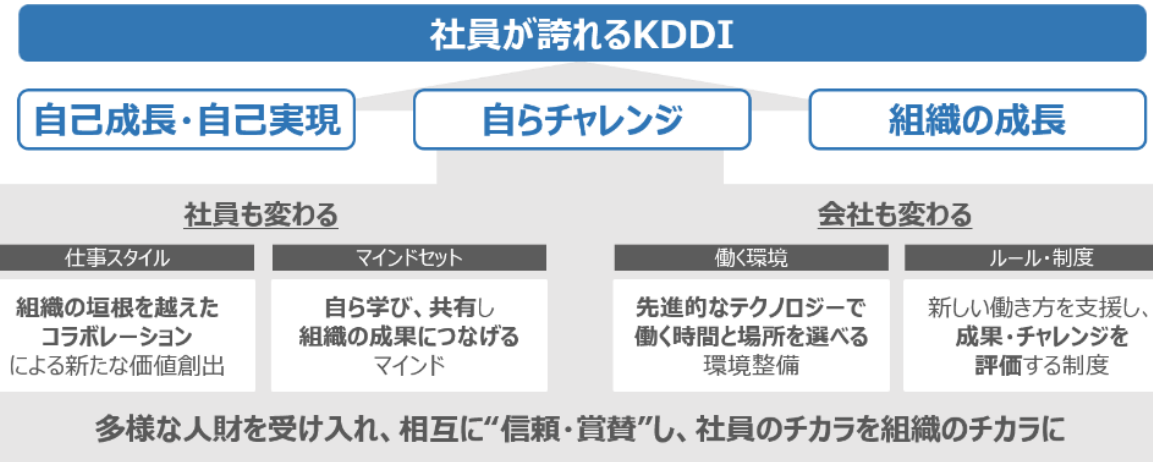 社員が誇れるKDDI
自己成長・自己実現
自らチャレンジ
組織の成長
社員も変わる
仕事スタイル
組織の垣根を越えた
コラボレーション
による新たな価値創出
マインドセット
自ら学び、共有し
組織の成果につなげる
マインド
会社も変わる
働く環境
先進的なテクノロジーで
働く時間と場所を選べる
環境整備
ルール・制度
新しい働き方を支援し、
成果・チャレンジを
評価する制度
多様な人財を受け入れ、相互に“信頼・賞賛”し、社員のチカラを組織のチカラに